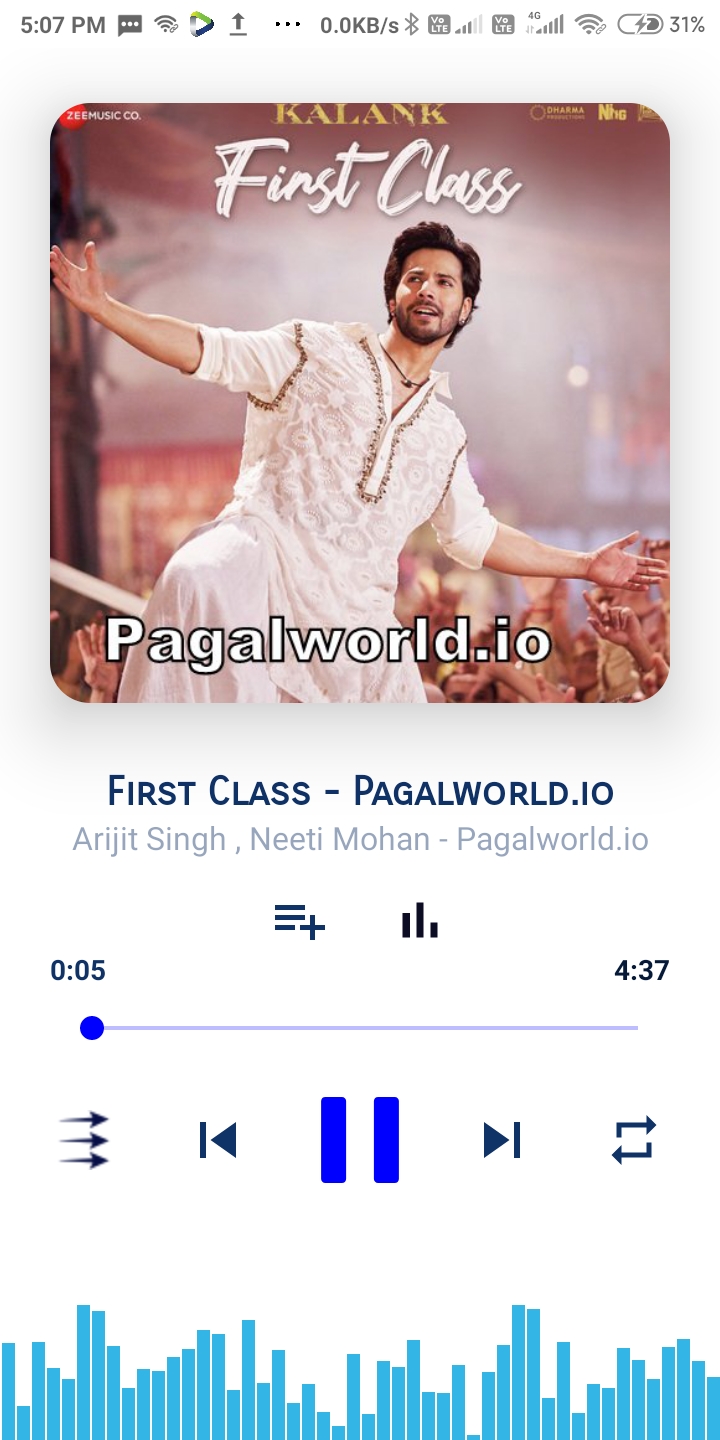 5:07 PM ... 0.0KB/s Vo LTE Vo LTE 4G 31%
ZEEMUSIC CO. KALANK DHARMA PRODUCTIONS
First Class
Pagalworld.io
First Class - Pagalworld.io
Arijit Singh , Neeti Mohan - Pagalworld.io
0:05 4:37